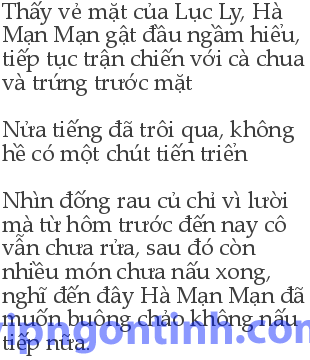 Thấy vẻ mặt của Lục Ly, Hà
Mạn Mạn gật đầu ngầm hiểu,
tiếp tục trận chiến với cà chua
và trứng trước mặt
Nửa tiếng đã trôi qua, không
hề có một chút tiến triển
Nhìn đống rau củ chỉ vì lười
mà từ hôm trước đến nay cô
vẫn chưa rửa, sau đó còn
nhiều món chưa nấu xong,
nghĩ đến đây Hà Mạn Mạn đã
muốn buông chảo không nấu
tiếp nữa.
vipngontinh.com